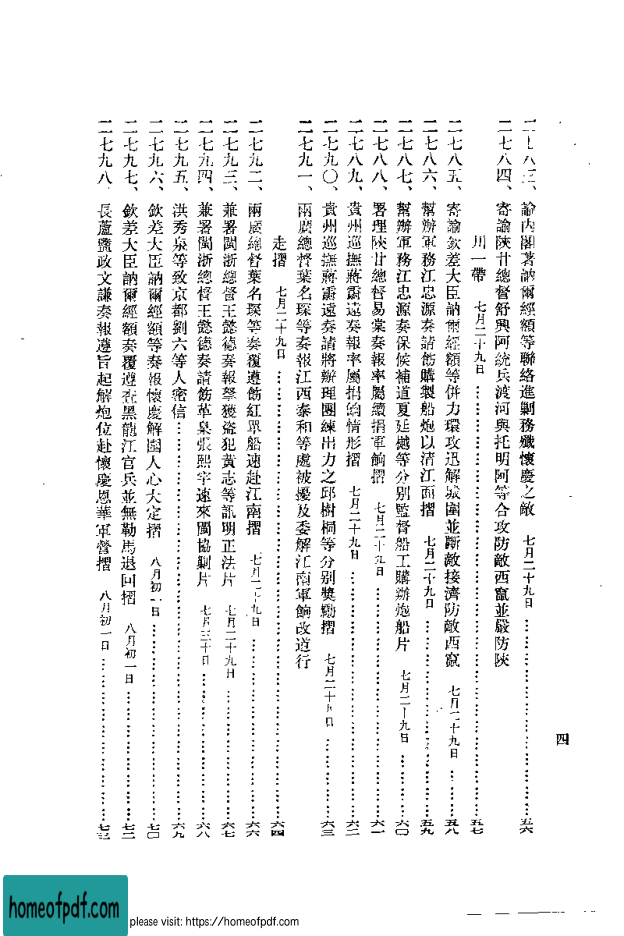 二七八三、諭內閣著訥爾經額等聯絡進剿務殲懷慶之敵 七月二十九日 …… 五六
二七八四、寄諭陝甘總督舒興阿統兵渡河與托明阿等合攻防敵西竄並嚴防陝
川一帶 七月二十九日 …… 五七
二七八五、寄諭欽差大臣訥爾經額等併力環攻迅解城圍並斷敵接濟防敵西竄 七月二十九日 …… 五八
二七八六、幫辦軍務江忠源奏請飭購製船炮以清江面摺 七月二十九日 …… 五九
二七八七、幫辦軍務江忠源奏保候補道夏廷樾等分別監督船工購辦炮船片 七月二十九日 …… 六〇
二七八八、署理陝甘總督易棠奏報率屬續捐軍餉摺 七月二十九日 …… 六一
二七八九、貴州巡撫蔣霨遠奏報率屬捐餉情形摺 七月二十九日 …… 六二
二七九〇、貴州巡撫蔣霨遠奏請將辦理團練出力之邱樹桐等分別獎勵摺 七月二十九日 …… 六三
二七九一、兩廣總督葉名琛等奏報江西泰和等處被擾及委解江南軍餉改道行
走摺 七月二十九日 …… 六四
二七九二、兩廣總督葉名琛等奏覆遵飭紅單船速赴江南摺 七月二十九日 …… 六六
二七九三、兼署閩浙總督王懿德奏報拏獲盜犯黃志等訊明正法片 七月二十九日 …… 六七
二七九四、兼署閩浙總督王懿德奏請飭革臬張熙宇速來閩協剿片 七月三十日 …… 六八
二七九五、洪秀泉等致京都劉六等人密信 …… 六九
二七九六、欽差大臣訥爾經額等奏報懷慶解圍人心大定摺 八月初一日 …… 七〇
二七九七、欽差大臣訥爾經額奏覆遵查黑龍江官兵並無勒馬退回摺 八月初一日 …… 七二
二七九八、長蘆鹽政文謙奏報遵旨起解炮位赴懷慶恩華軍營摺 八月初一日 …… 七三
四
homeofpdf.com
please visit: https://homeofpdf.com